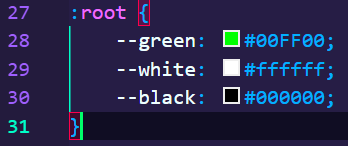 27 :root {
28 --green: #00FF00;
29 --white: #ffffff;
30 --black: #000000;
31 }